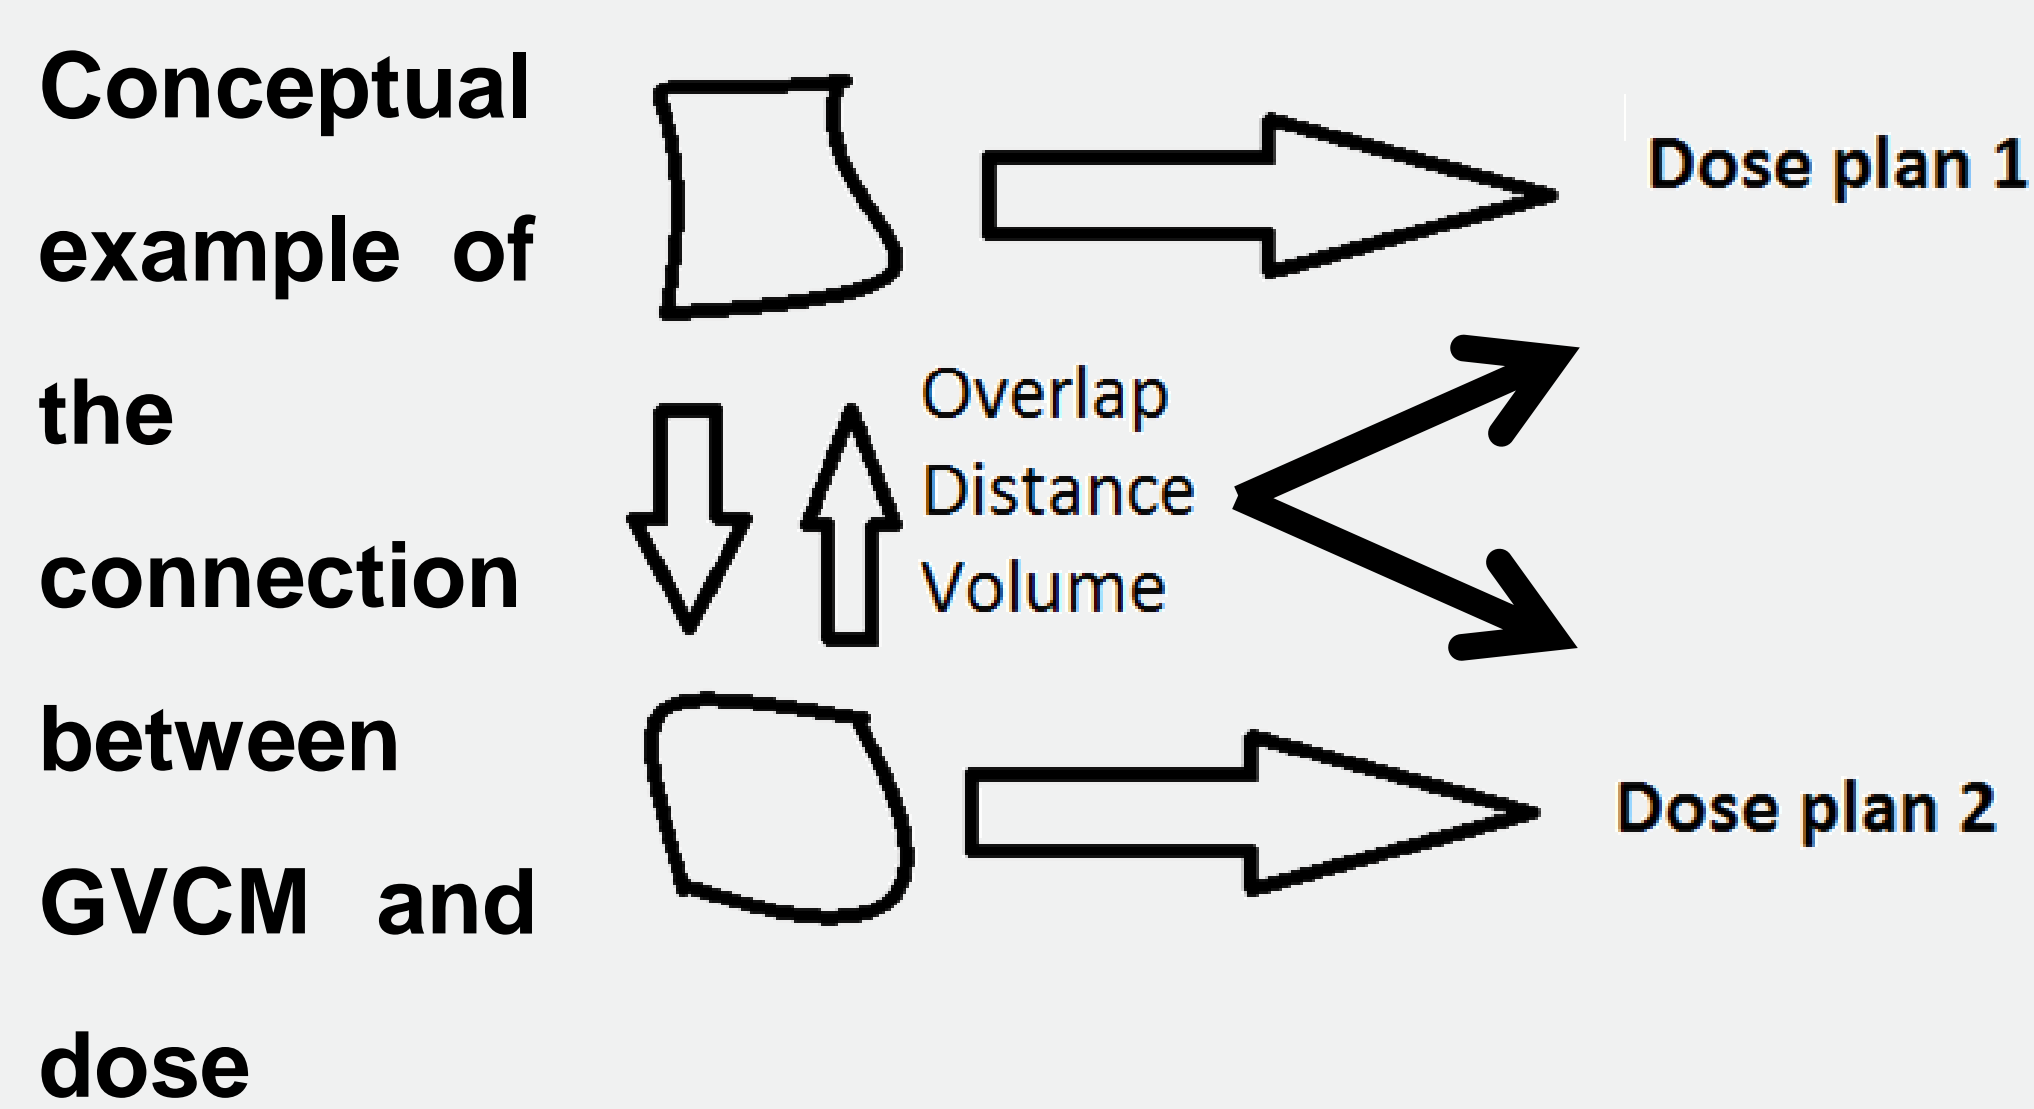 Conceptual
example of
the
connection
between
GVCM and
dose
Dose plan 1
Overlap
Distance
Volume
Dose plan 2